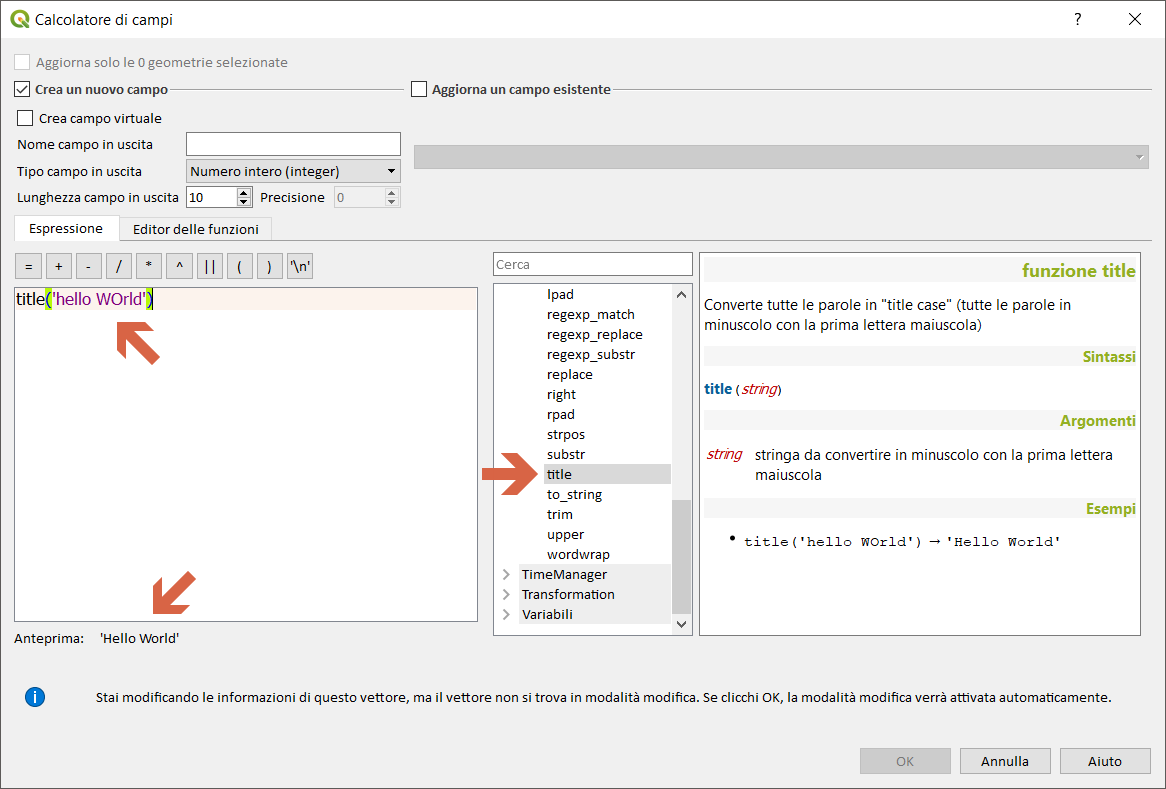 Calcolatore di campi
?
Aggiorna solo le 0 geometrie selezionate
Crea un nuovo campo
Aggiorna un campo esistente
Crea campo virtuale
Nome campo in uscita
Tipo campo in uscita
Numero intero (integer)
Lunghezza campo in uscita
10
Precisione
0
Espressione
Editor delle funzioni
=
+
-
/
*
^
||
(
)
'\n'
title('hello WOrld')
Anteprima: 'Hello World'
Cerca
lpad
regexp_match
regexp_replace
regexp_substr
replace
right
rpad
strpos
substr
title
to_string
trim
upper
wordwrap
TimeManager
Transformation
Variabili
funzione title
Converte tutte le parole in "title case" (tutte le parole in
minuscolo con la prima lettera maiuscola)
Sintassi
title (string)
Argomenti
string stringa da convertire in minuscolo con la prima lettera
maiuscola
Esempi
• title('hello WOrld') → 'Hello World'
Stai modificando le informazioni di questo vettore, ma il vettore non si trova in modalità modifica. Se clicchi OK, la modalità modifica verrà attivata automaticamente.
OK
Annulla
Aiuto